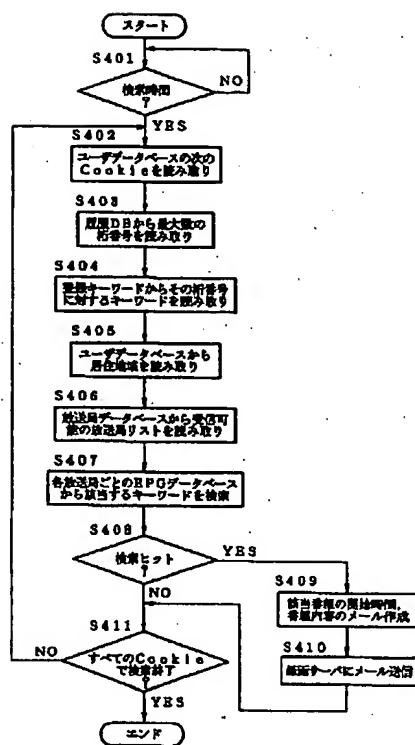 スタート
S401
NO
検索時間
?
YES
S402
ユーザデータベースの次の
Cookieを読み取り
S403
履歴DBから最大数の
桁番号を読み取り
S404
登録キーワードからその桁番号
に対するキーワードを読み取り
S405
ユーザデータベースから
居住地域を読み取り
S406
放送局データベースから受信可
能の放送局リストを読み取り
S407
各放送局ごとのEPGデータベース
から該当するキーワードを検索
S408
検索ヒット
?
YES
NO
S409
該当番組の開始時間,
番組内容のメール作成
S410
サーバにメール送信
S411
NO
すべてのCookie
で検索終了
?
YES
エンド